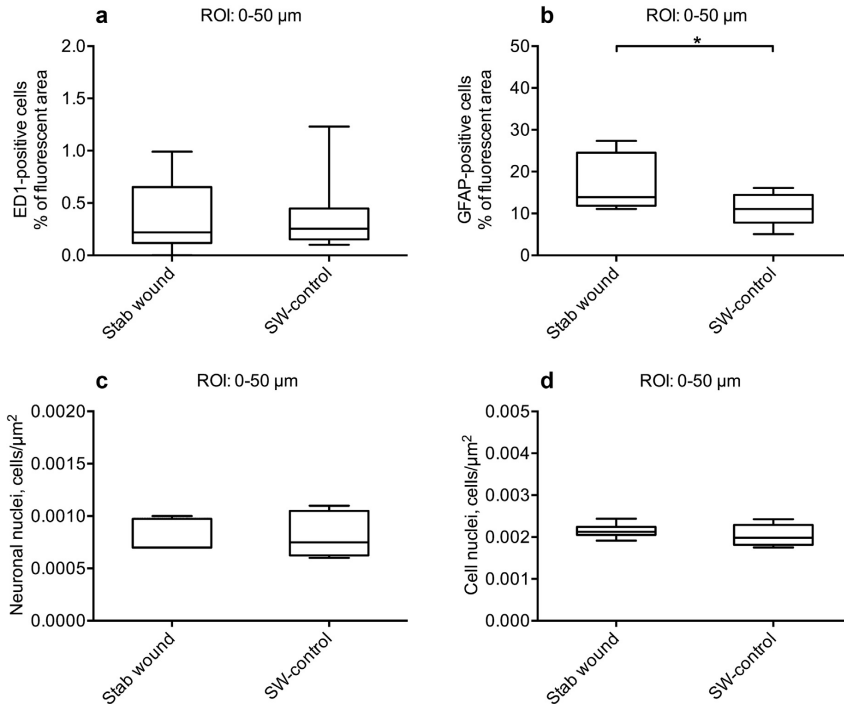 a
ROI: 0-50 µm
ED1-positive cells
% of fluorescent area
2.0
1.5
1.0
0.5
0.0
Stab wound
SW-control
b
ROI: 0-50 µm
GFAP-positive cells
% of fluorescent area
50
40
30
20
10
0
*
Stab wound
SW-control
c
ROI: 0-50 µm
Neuronal nuclei, cells/µm²
0.0020
0.0015
0.0010
0.0005
0.0000
Stab wound
SW-control
d
ROI: 0-50 µm
Cell nuclei, cells/µm²
0.005
0.004
0.003
0.002
0.001
0.000
Stab wound
SW-control